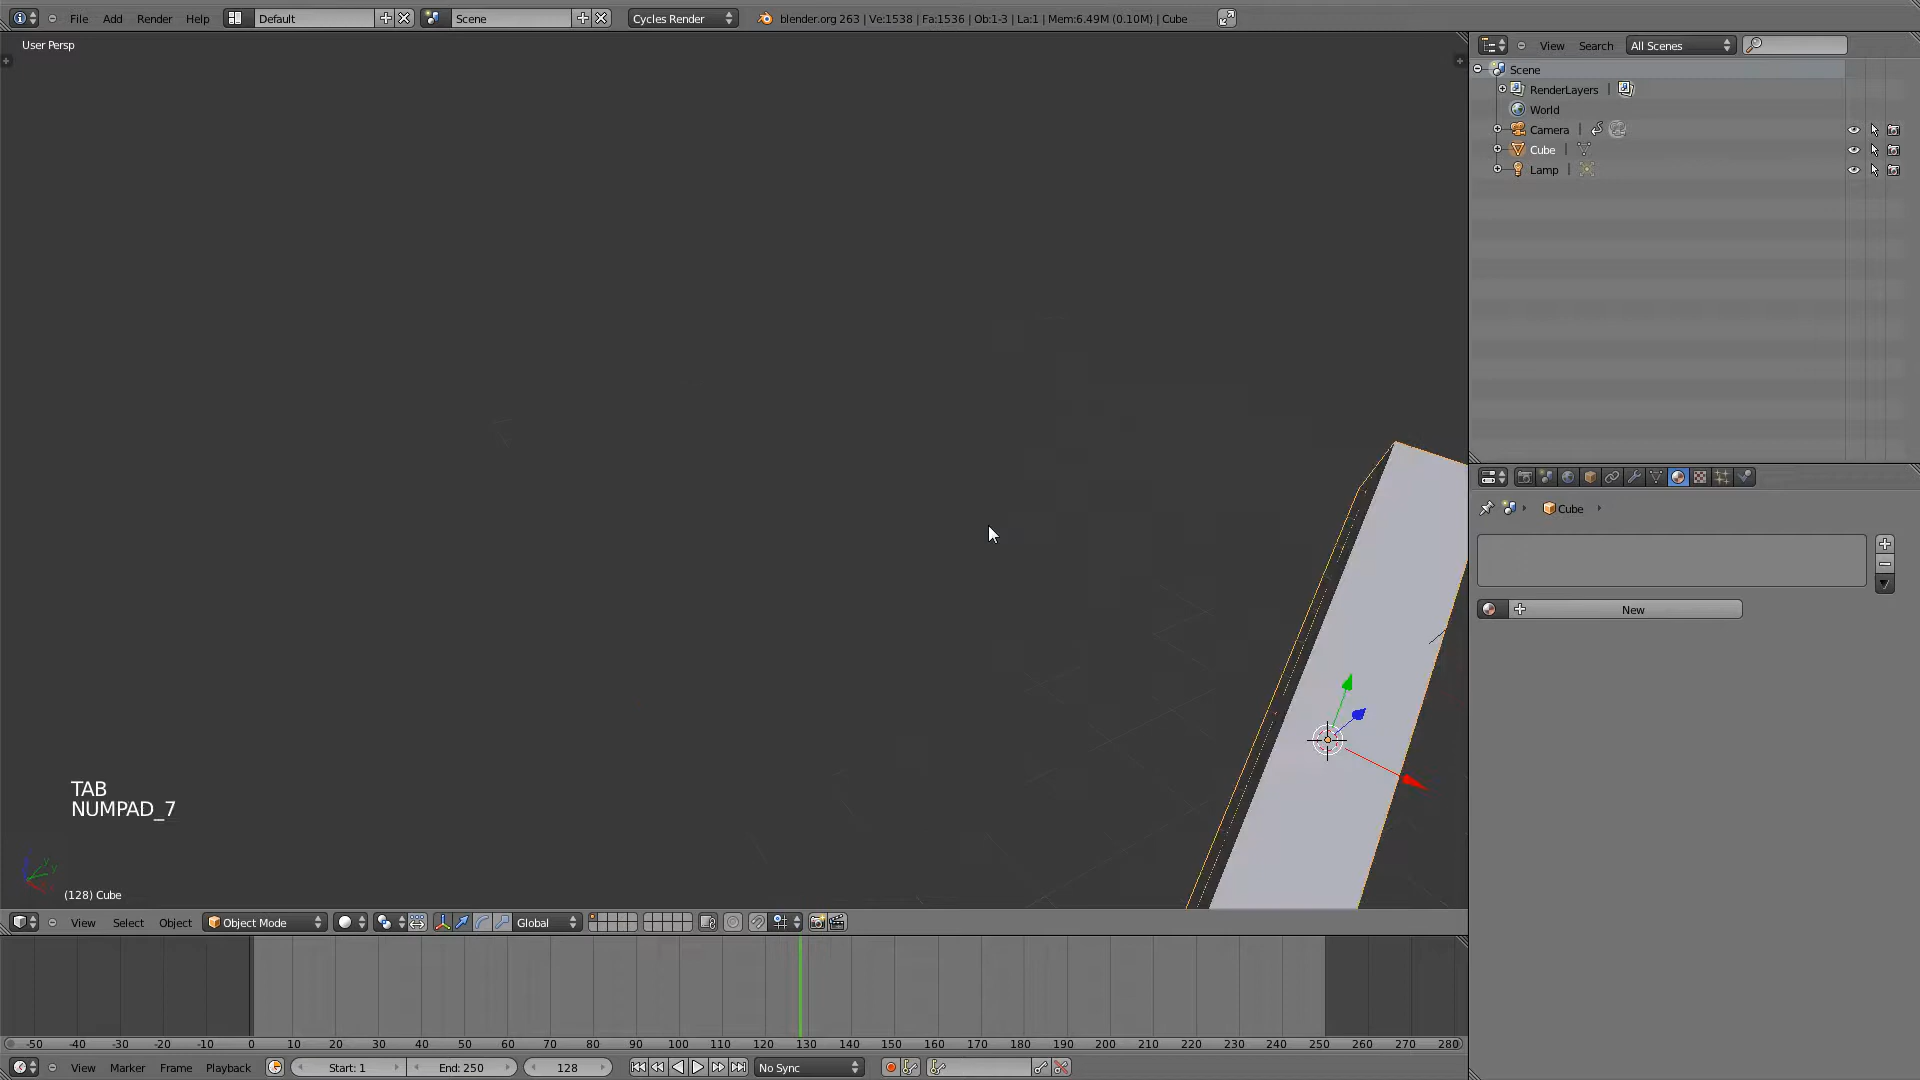 File Add Render Help Default Scene Cycles Render blender.org 263 | Ve:1538 | Fa:1536 | Ob:1-3 | La:1 | Mem:6.49M (0.10M) | Cube
User Persp
View Search All Scenes
Scene
RenderLayers
World
Camera
Cube
Lamp
Cube
New
TAB
NUMPAD_7
(128) Cube
View Select Object Object Mode Global
-50 -40 -30 -20 -10 0 10 20 30 40 50 60 70 80 90 100 110 120 130 140 150 160 170 180 190 200 210 220 230 240 250 260 270 280
View Marker Frame Playback Start: 1 End: 250 128 No Sync